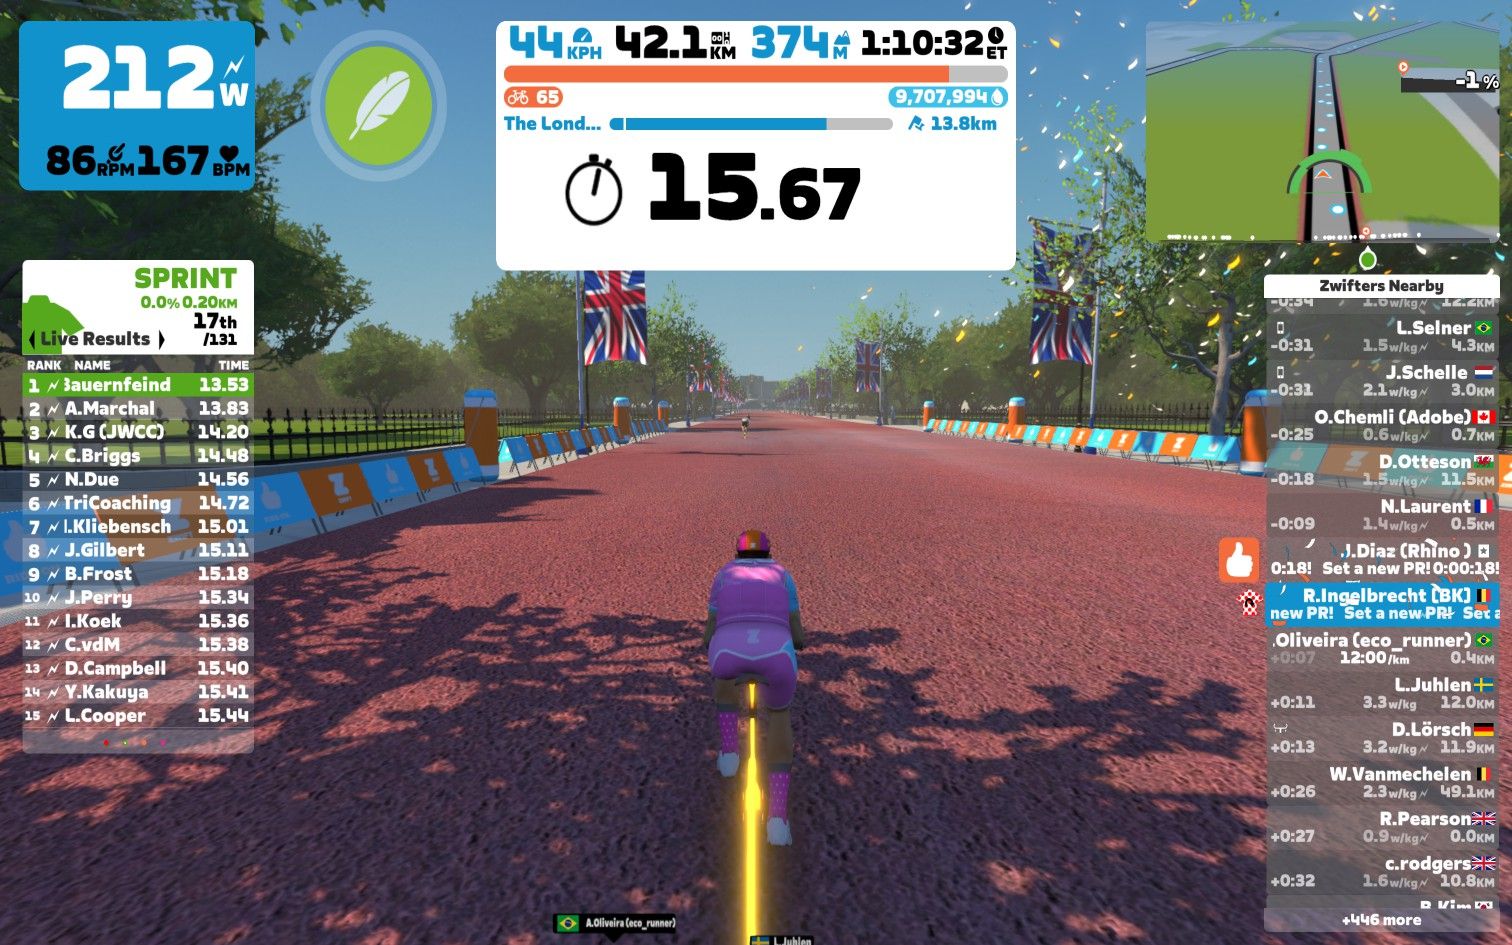 212W
86RPM 167BPM
44KPH 42.1KM 374M 1:10:32ET
65
9,707,994
The Lond... 13.8km
15.67
-1%
SPRINT
0.0% 0.20KM
17th
/131
Live Results
RANK NAME TIME
1 Bauernfeind 13.53
2 A.Marchal 13.83
3 K.G (JWCC) 14.20
4 C.Briggs 14.48
5 N.Due 14.56
6 TriCoaching 14.72
7 I.Kliebensch 15.01
8 J.Gilbert 15.11
9 B.Frost 15.18
10 J.Perry 15.34
11 I.Koek 15.36
12 C.vdM 15.38
13 D.Campbell 15.40
14 Y.Kakuya 15.41
15 L.Cooper 15.44
Zwifters Nearby
-0:34 1.6w/kg 12.2KM
L.Selner
-0:31 1.5w/kg 4.3KM
J.Schelle
-0:31 2.1w/kg 3.0KM
O.Chemli (Adobe)
-0:25 0.6w/kg 0.7KM
D.Otteson
-0:18 1.5w/kg 11.5KM
N.Laurent
-0:09 1.4w/kg 0.5KM
J.Diaz (Rhino )
0:18! Set a new PR! 0:00:18!
R.Ingelbrecht [BK]
new PR! Set a new PR! Set a
.Oliveira (eco_runner)
+0:07 12:00/km 0.4KM
L.Juhlen
+0:11 3.3w/kg 12.0KM
D.Lörsch
+0:13 3.2w/kg 11.9KM
W.Vanmechelen
+0:26 2.3w/kg 49.1KM
R.Pearson
+0:27 0.9w/kg 0.0KM
c.rodgers
+0:32 1.6w/kg 10.8KM
B.Kim
+446 more
A.Oliveira (eco_runner)
L.Juhlen